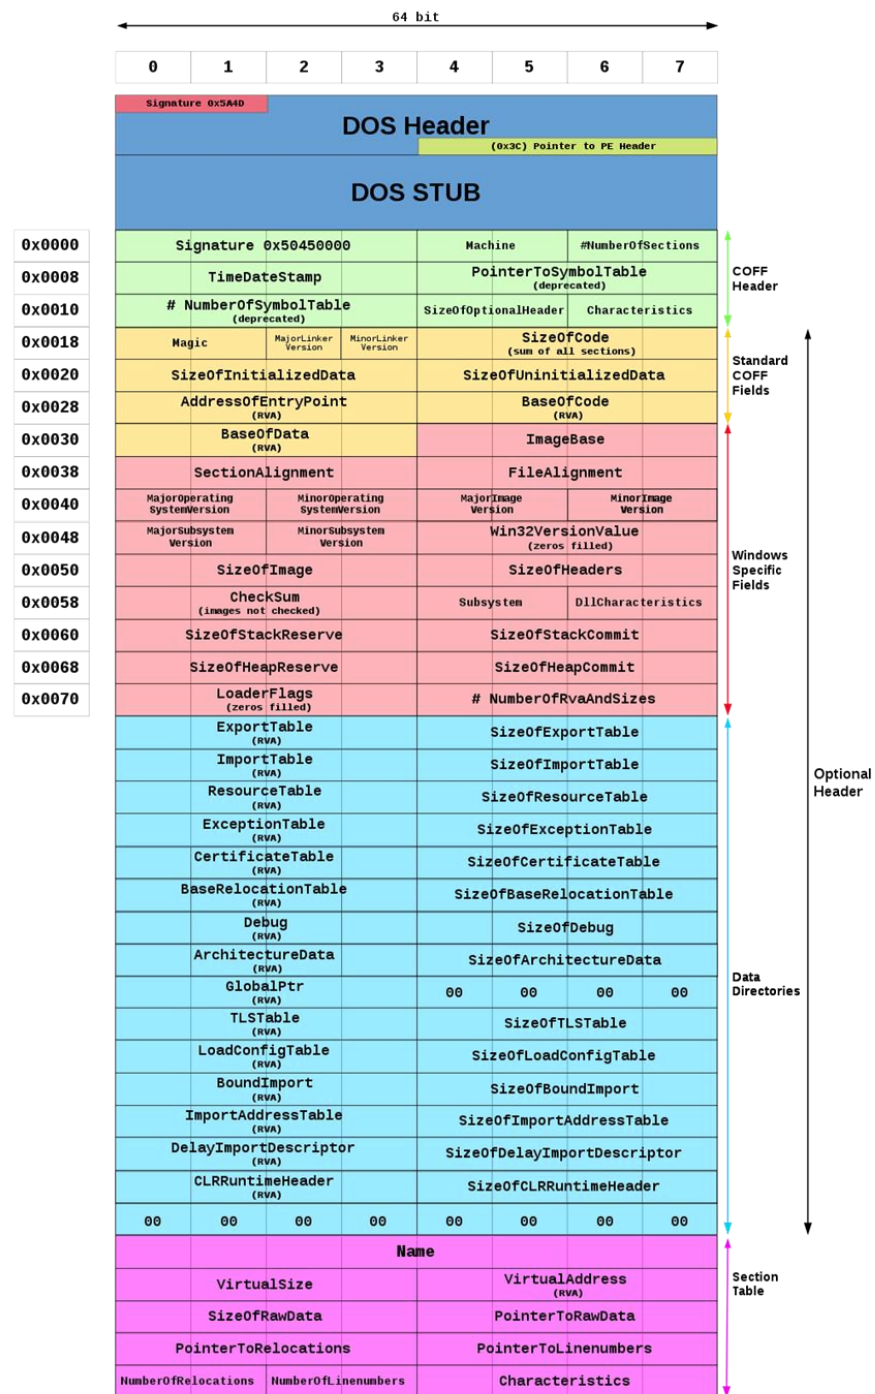 64 bit
0 1 2 3 4 5 6 7
Signature 0x5A4D
DOS Header
(0x3C) Pointer to PE Header
DOS STUB
0x0000 Signature 0x50450000 Machine #NumberOfSections
0x0008 TimeDateStamp PointerToSymbolTable
(deprecated)
COFF
Header
0x0010 # NumberOfSymbolTable
(deprecated)
SizeOfOptionalHeader Characteristics
0x0018 Magic MajorLinker
Version
MinorLinker
Version
SizeOfCode
(sum of all sections)
0x0020 SizeOfInitializedData SizeOfUninitializedData
Standard
COFF
Fields
0x0028 AddressOfEntryPoint
(RVA)
BaseOfCode
(RVA)
0x0030 BaseOfData
(RVA)
ImageBase
0x0038 SectionAlignment FileAlignment
0x0040 MajorOperating
SystemVersion
MinorOperating
SystemVersion
MajorImage
Version
MinorImage
Version
0x0048 MajorSubsystem
Version
MinorSubsystem
Version
Win32VersionValue
(zeros filled)
Windows
Specific
Fields
0x0050 SizeOfImage SizeOfHeaders
0x0058 CheckSum
(images not checked)
Subsystem DllCharacteristics
0x0060 SizeOfStackReserve SizeOfStackCommit
0x0068 SizeOfHeapReserve SizeOfHeapCommit
0x0070 LoaderFlags
(zeros filled)
# NumberOfRvaAndSizes
ExportTable
(RVA)
SizeOfExportTable
ImportTable
(RVA)
SizeOfImportTable
Optional
Header
ResourceTable
(RVA)
SizeOfResourceTable
ExceptionTable
(RVA)
SizeOfExceptionTable
CertificateTable
(RVA)
SizeOfCertificateTable
BaseRelocationTable
(RVA)
SizeOfBaseRelocationTable
Debug
(RVA)
SizeOfDebug
ArchitectureData
(RVA)
SizeOfArchitectureData
Data
Directories
GlobalPtr
(RVA)
00 00 00 00
TLSTable
(RVA)
SizeOfTLSTable
LoadConfigTable
(RVA)
SizeOfLoadConfigTable
BoundImport
(RVA)
SizeOfBoundImport
ImportAddressTable
(RVA)
SizeOfImportAddressTable
DelayImportDescriptor
(RVA)
SizeOfDelayImportDescriptor
CLRRuntimeHeader
(RVA)
SizeOfCLRRuntimeHeader
00 00 00 00 00 00 00 00
Name
VirtualSize VirtualAddress
(RVA)
Section
Table
SizeOfRawData PointerToRawData
PointerToRelocations PointerToLinenumbers
NumberOfRelocations NumberOfLinenumbers Characteristics